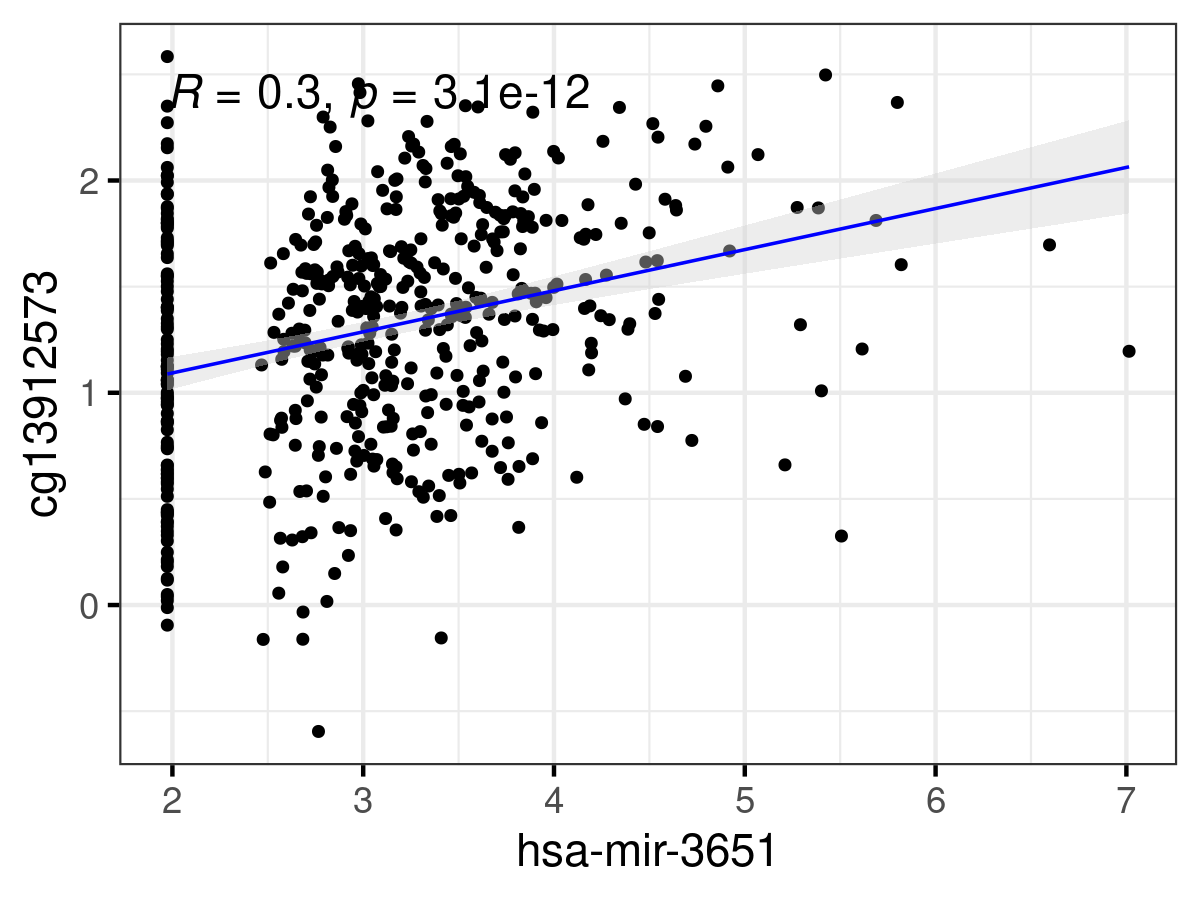 R = 0.3, p = 3.1e-12
cg13912573
2
1
0
2 3 4 5 6 7
hsa-mir-3651